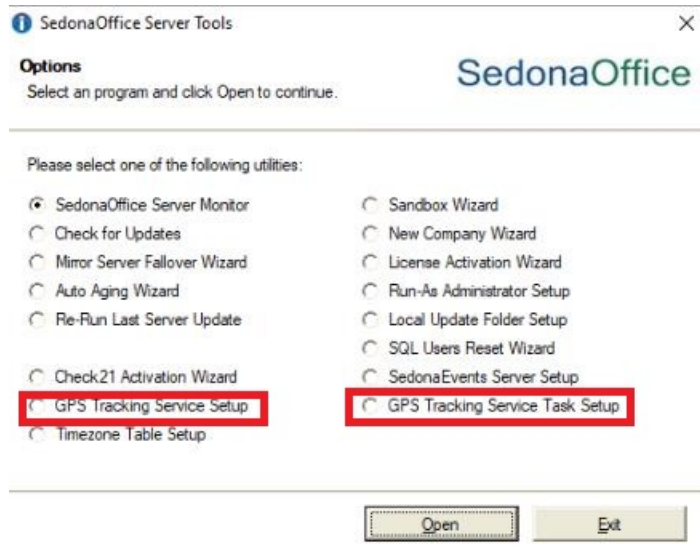 SedonaOffice Server Tools
Options
Select an program and click Open to continue.
SedonaOffice
Please select one of the following utilities:
SedonaOffice Server Monitor
Check for Updates
Mirror Server Fallover Wizard
Auto Aging Wizard
Re-Run Last Server Update
Check21 Activation Wizard
GPS Tracking Service Setup
Timezone Table Setup
Sandbox Wizard
New Company Wizard
License Activation Wizard
Run-As Administrator Setup
Local Update Folder Setup
SQL Users Reset Wizard
SedonaEvents Server Setup
GPS Tracking Service Task Setup
Open
Exit